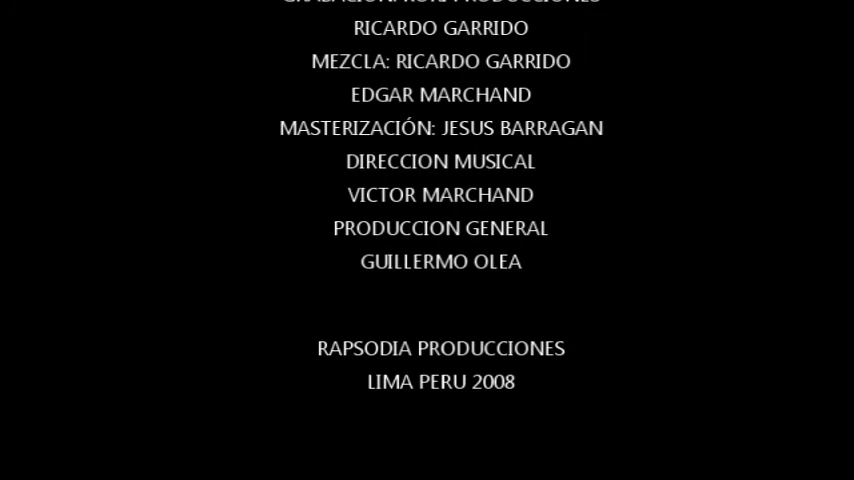 RICARDO GARRIDO
MEZCLA: RICARDO GARRIDO
EDGAR MARCHAND
MASTERIZACIÓN: JESUS BARRAGAN
DIRECCION MUSICAL
VICTOR MARCHAND
PRODUCCION GENERAL
GUILLERMO OLEA
RAPSODIA PRODUCCIONES
LIMA PERU 2008